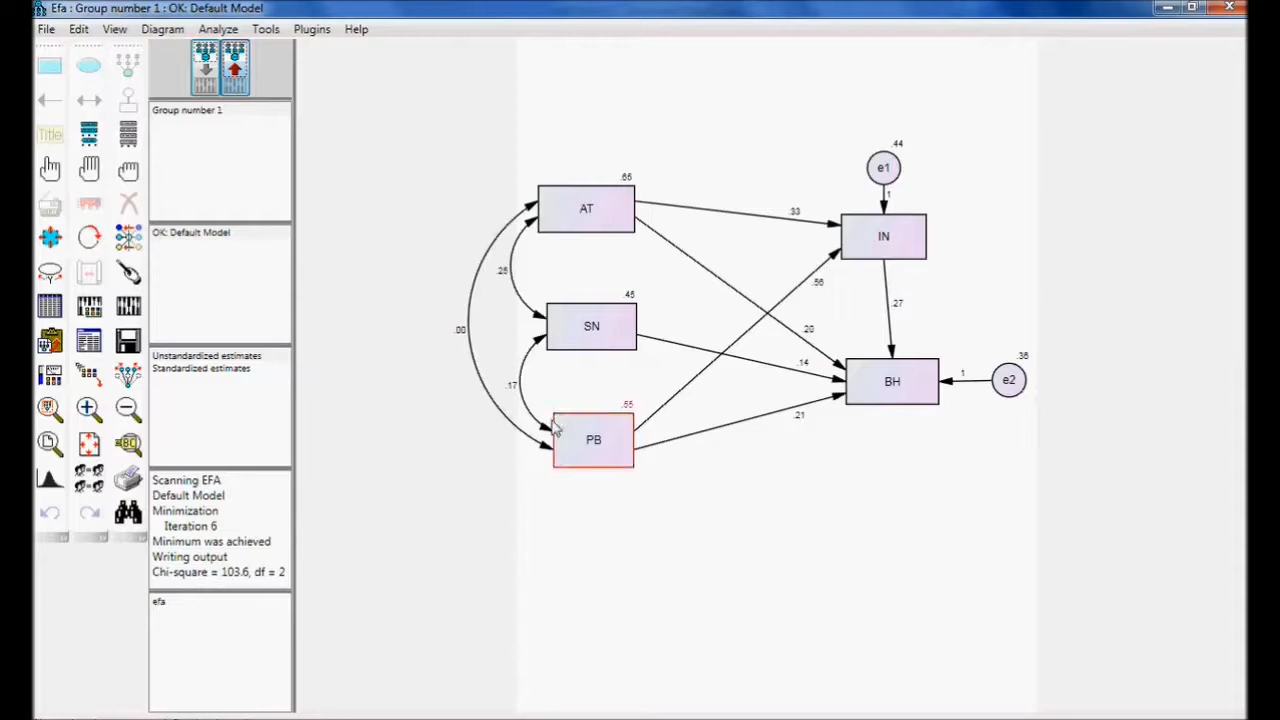 Efa : Group number 1 : OK: Default Model
File Edit View Diagram Analyze Tools Plugins Help
Title
Group number 1
OK: Default Model
Unstandardized estimates
Standardized estimates
Scanning EFA
Default Model
Minimization
Iteration 6
Minimum was achieved
Writing output
Chi-square = 103.6, df = 2
efa
.44
e1
1
.66
AT
.33
IN
.25
.56
.45
SN
.27
.00
.20
.14
.36
BH
1
e2
.17
.21
.55
PB